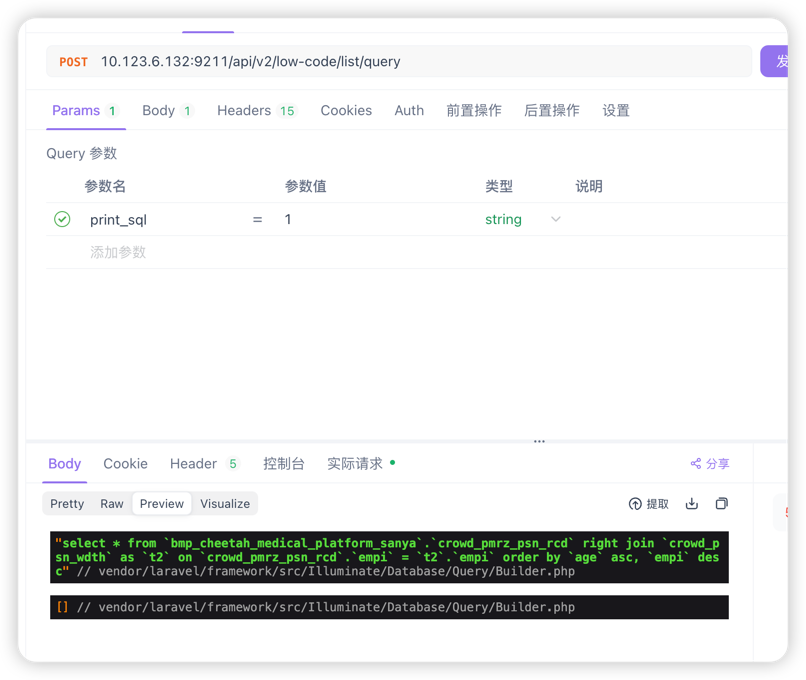 POST 10.123.6.132:9211/api/v2/low-code/list/query 发
Params 1 Body 1 Headers 15 Cookies Auth 前置操作 后置操作 设置
Query 参数
参数名 参数值 类型 说明
print_sql = 1 string
添加参数
Body Cookie Header 5 控制台 实际请求 分享
Pretty Raw Preview Visualize 提取
"select * from `bmp_cheetah_medical_platform_sanya`.`crowd_pmrz_psn_rcd` right join `crowd_p
sn_wdth` as `t2` on `crowd_pmrz_psn_rcd`.`empi` = `t2`.`empi` order by `age` asc, `empi` des
c" // vendor/laravel/framework/src/Illuminate/Database/Query/Builder.php
[] // vendor/laravel/framework/src/Illuminate/Database/Query/Builder.php